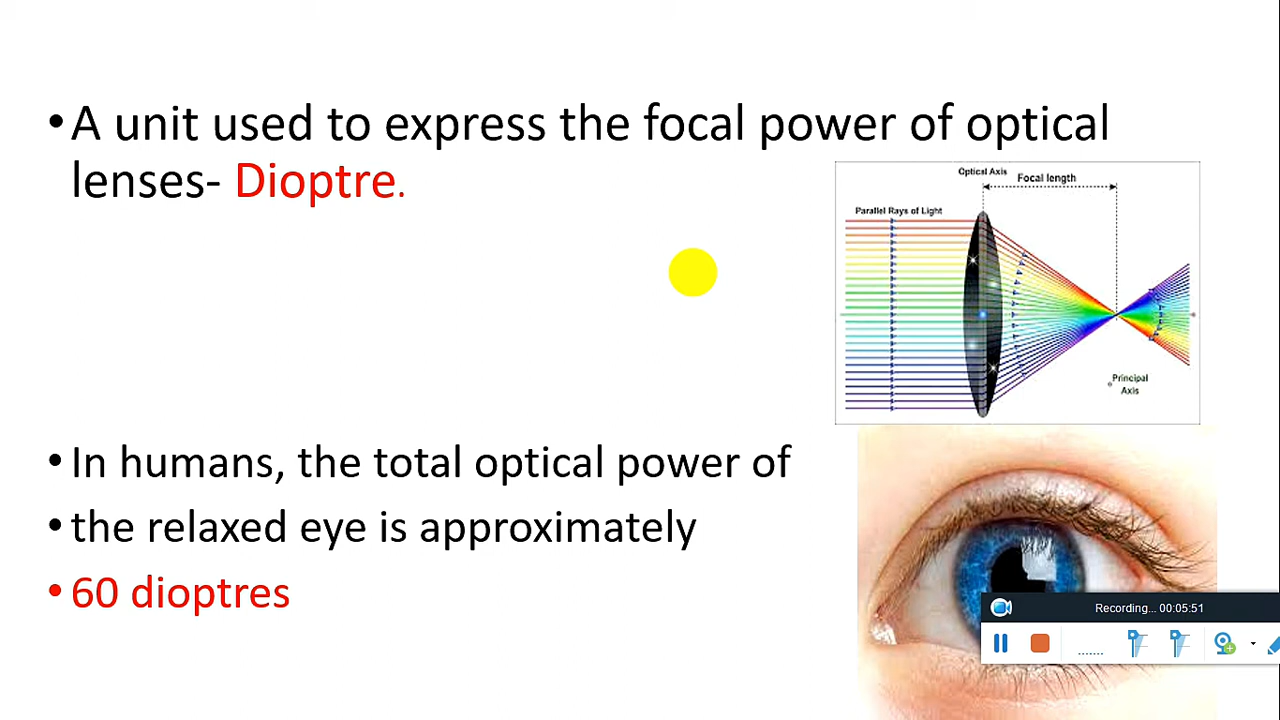 •A unit used to express the focal power of optical
lenses- Dioptre.
Optical Axis
Focal length
Parallel Rays of Light
Principal
Axis
•In humans, the total optical power of
•the relaxed eye is approximately
•60 dioptres
Recording... 00:05:51